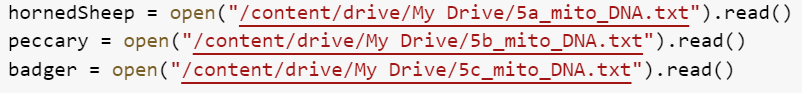 hornedSheep = open("/content/drive/My Drive/5a_mito_DNA.txt").read()
peccary = open("/content/drive/My Drive/5b_mito_DNA.txt").read()
badger = open("/content/drive/My Drive/5c_mito_DNA.txt").read()